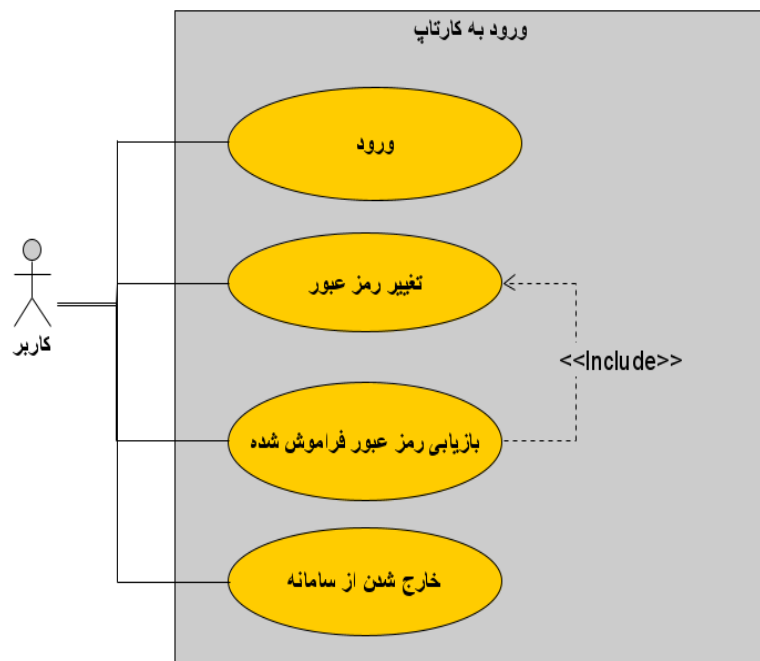 ورود به کارتاپ
ورود
تغییر رمز عبور
کاربر
<<Include>>
بازیابی رمز عبور فراموش شده
خارج شدن از سامانه